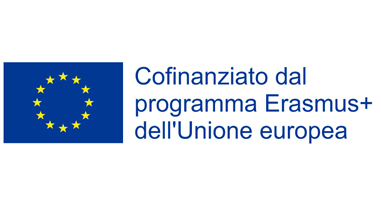 Cofinanziato dal
programma Erasmus+
dell'Unione europea